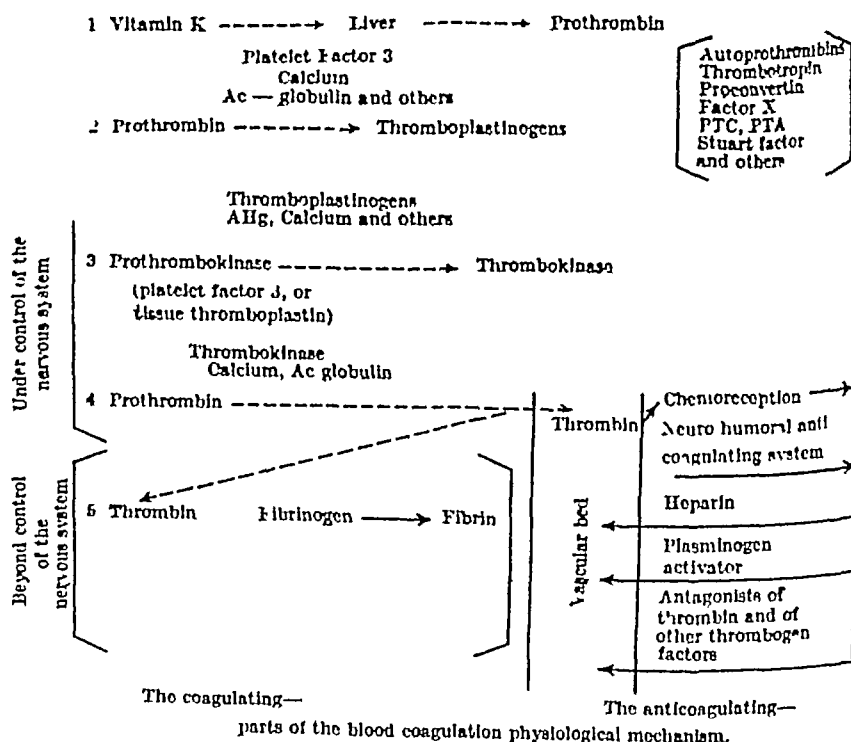 1 Vitamin K Liver Prothrombin
Platelet Factor 3
Calcium
Ac — globulin and others
2 Prothrombin Thromboplastinogens
Autoprothrombins
Thrombotropin
Proconvertin
Factor X
PTC, PTA
Stuart factor
and others
Thromboplastinogens
AHg, Calcium and others
Under control of the
nervous system
3 Prothrombokinase Thrombokinase
(platelet factor 3, or
tissue thromboplastin)
Thrombokinase
Calcium, Ac globulin
4 Prothrombin
Thrombin
Chemoreception
Neuro humoral anti
coagulating system
Beyond control
of the
nervous system
5 Thrombin Fibrinogen Fibrin
Vascular bed
Heparin
Plasminogen
activator
Antagonists of
thrombin and of
other thrombogen
factors
The coagulating—
The anticoagulating—
parts of the blood coagulation physiological mechanism.